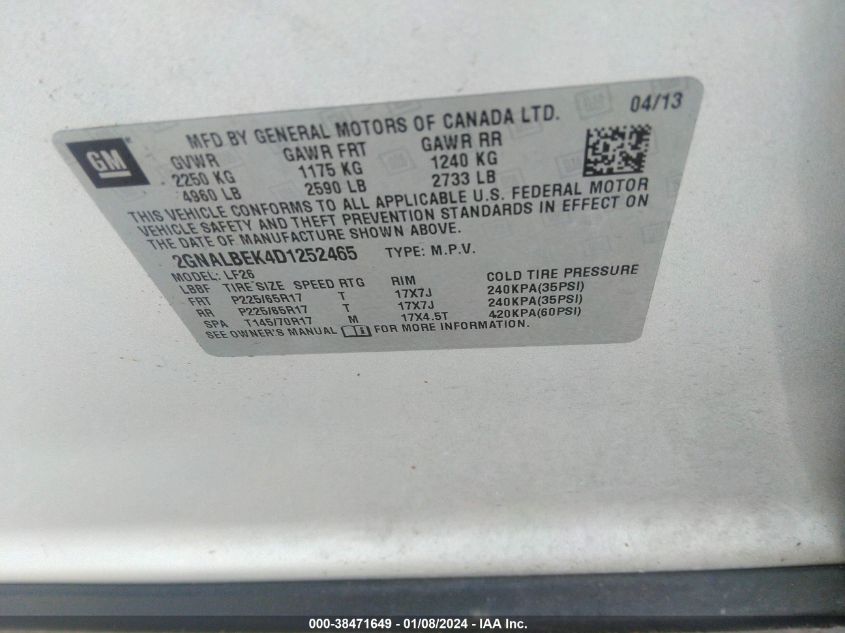 04/13
GM
MFD BY GENERAL MOTORS OF CANADA LTD.
GVWR GAWR FRT GAWR RR
2250 KG 1175 KG 1240 KG
4960 LB 2590 LB 2733 LB
THIS VEHICLE CONFORMS TO ALL APPLICABLE U.S. FEDERAL MOTOR
VEHICLE SAFETY AND THEFT PREVENTION STANDARDS IN EFFECT ON
THE DATE OF MANUFACTURE SHOWN ABOVE.
2GNALBEK4D1252465 TYPE: M.P.V.
MODEL: LF26
LBBF TIRE SIZE SPEED RTG RIM COLD TIRE PRESSURE
FRT P225/65R17 T 17X7J 240KPA(35PSI)
RR P225/65R17 T 17X7J 240KPA(35PSI)
SPA T145/70R17 M 17X4.5T 420KPA(60PSI)
SEE OWNER'S MANUAL FOR MORE INFORMATION.
000-38471649 - 01/08/2024 - IAA Inc.